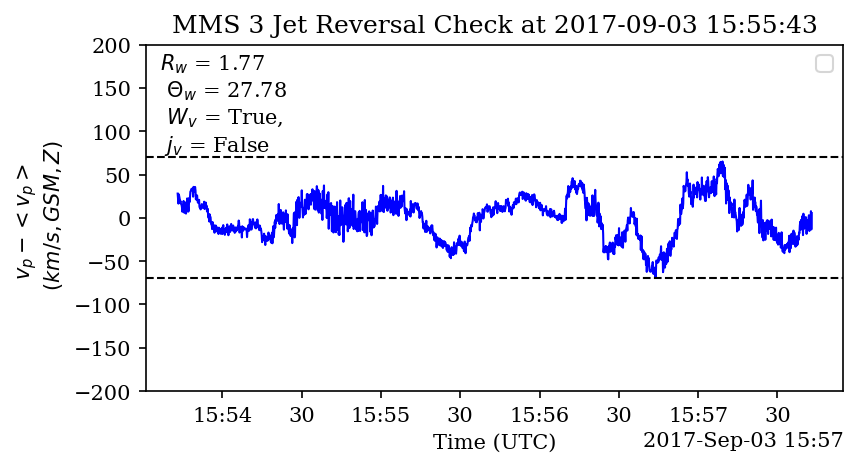 MMS 3 Jet Reversal Check at 2017-09-03 15:55:43
200
150
100
50
0
−50
−100
−150
−200
v_p − < v_p >
(km/s, GSM, Z)
R_w = 1.77
Θ_w = 27.78
W_v = True,
j_v = False
15:54 30 15:55 30 15:56 30 15:57 30
Time (UTC)
2017-Sep-03 15:57